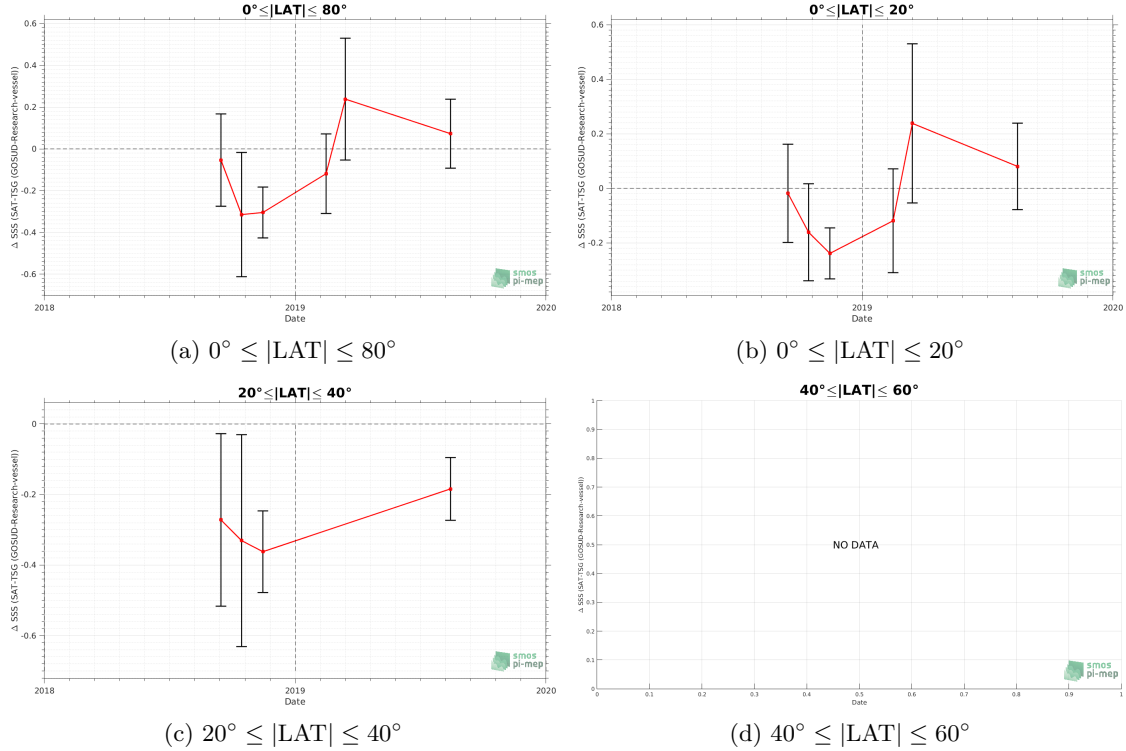 0°≤|LAT|≤ 80°
Δ SSS (SAT-TSG (GOSUD-Research-vessel))
0.6
0.4
0.2
0
-0.2
-0.4
-0.6
2018
2019
2020
Date
smos
pi-mep
(a) 0° ≤ |LAT| ≤ 80°
0°≤|LAT|≤ 20°
Δ SSS (SAT-TSG (GOSUD-Research-vessel))
0.6
0.4
0.2
0
-0.2
2018
2019
2020
Date
smos
pi-mep
(b) 0° ≤ |LAT| ≤ 20°
20°≤|LAT|≤ 40°
Δ SSS (SAT-TSG (GOSUD-Research-vessel))
0
-0.2
-0.4
-0.6
2018
2019
2020
Date
smos
pi-mep
(c) 20° ≤ |LAT| ≤ 40°
40°≤|LAT|≤ 60°
Δ SSS (SAT-TSG (GOSUD-Research-vessel))
1
0.9
0.8
0.7
0.6
0.5
0.4
0.3
0.2
0.1
0
NO DATA
0
0.1
0.2
0.3
0.4
0.5
0.6
0.7
0.8
0.9
1
Date
smos
pi-mep
(d) 40° ≤ |LAT| ≤ 60°